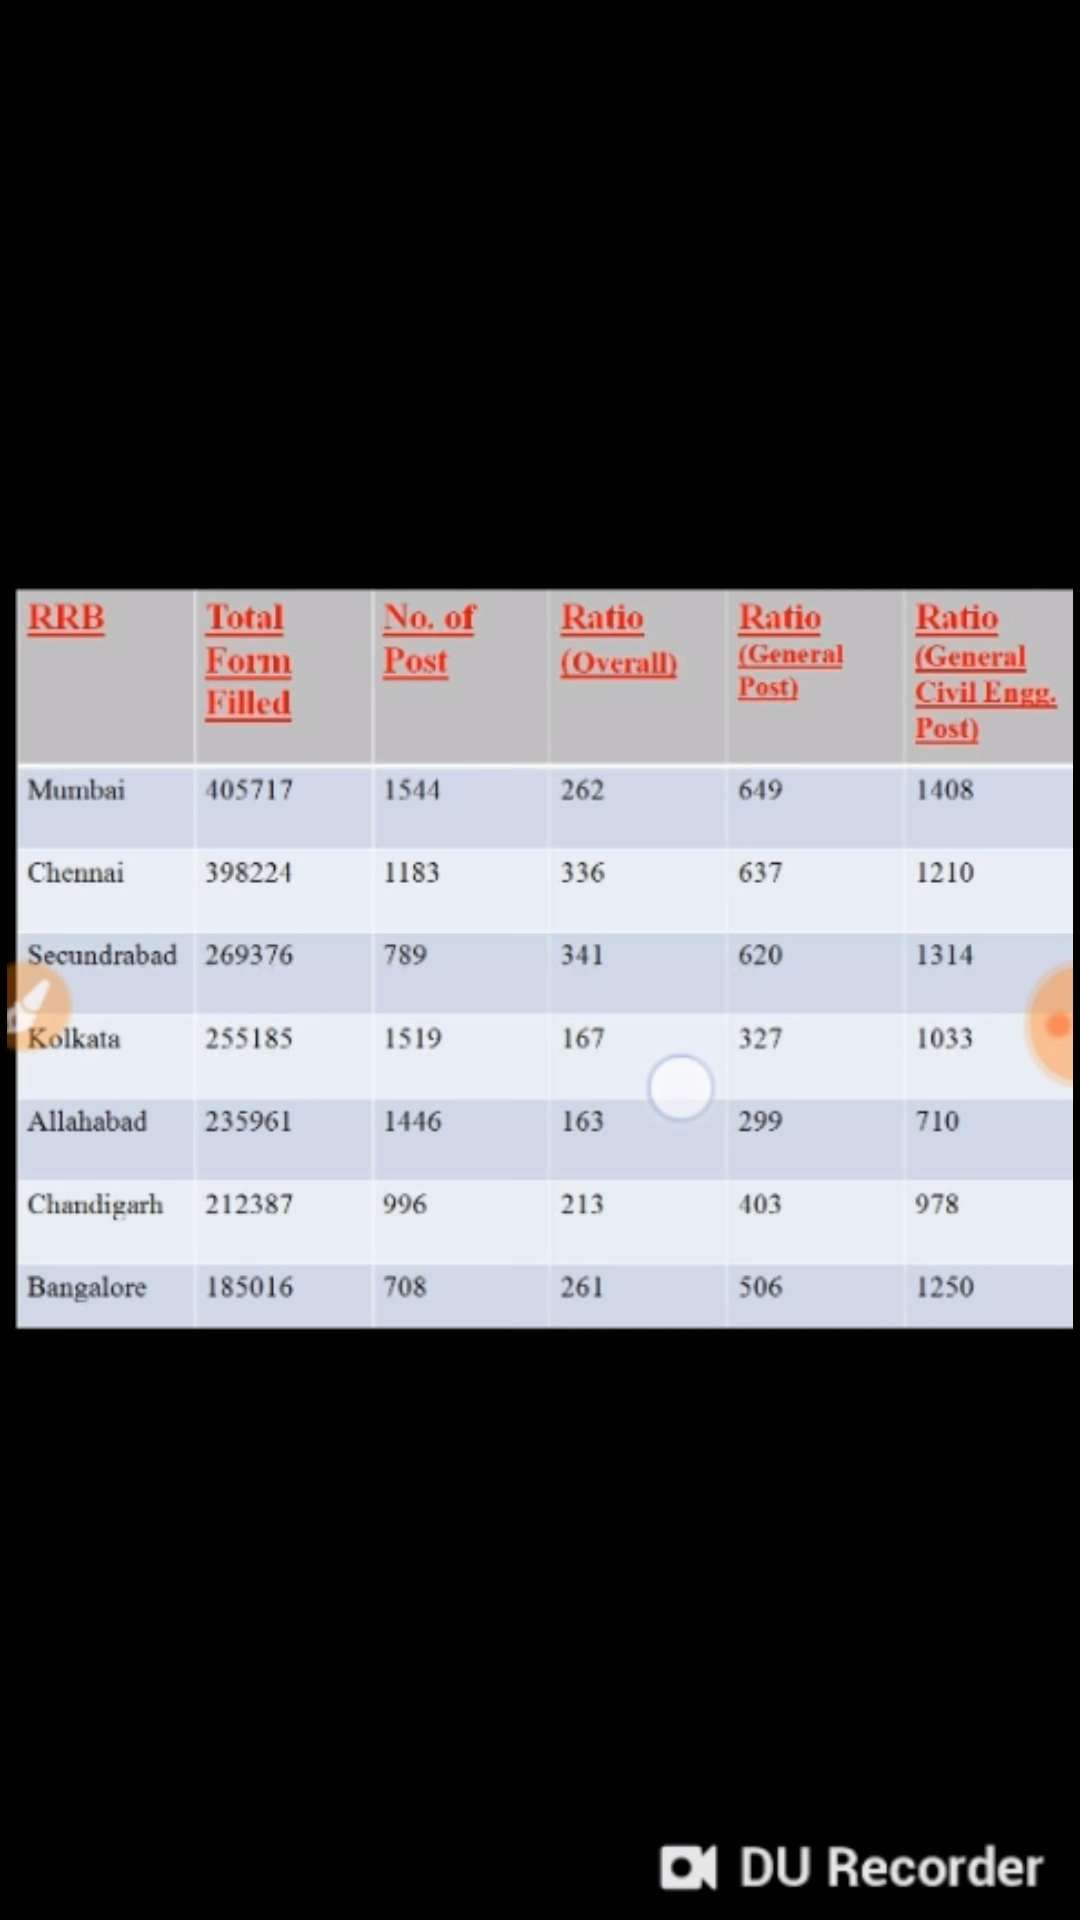 RRB Total Form Filled No. of Post Ratio (Overall) Ratio (General Post) Ratio (General Civil Engg. Post)
Mumbai 405717 1544 262 649 1408
Chennai 398224 1183 336 637 1210
Secundrabad 269376 789 341 620 1314
Kolkata 255185 1519 167 327 1033
Allahabad 235961 1446 163 299 710
Chandigarh 212387 996 213 403 978
Bangalore 185016 708 261 506 1250
DU Recorder